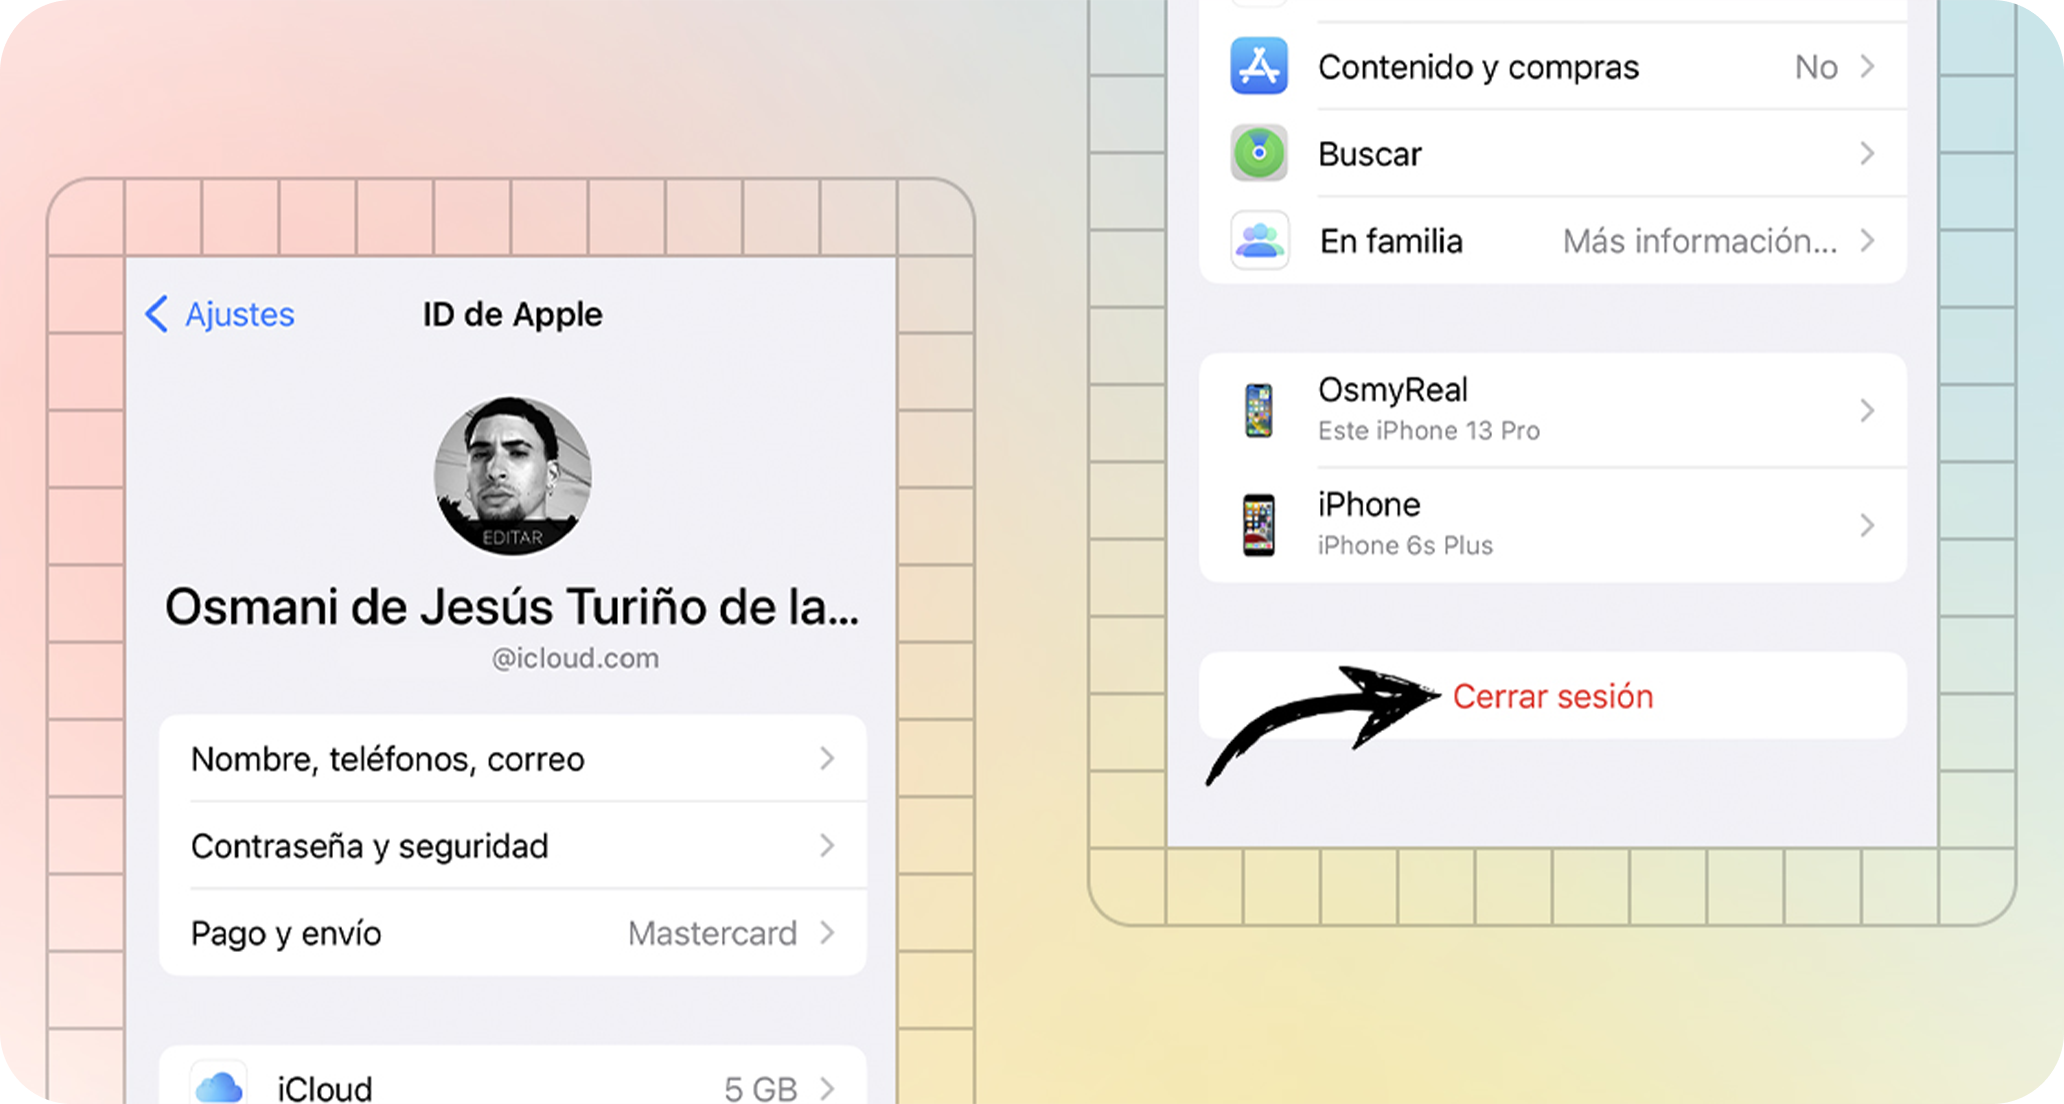 Ajustes
ID de Apple
EDITAR
Osmani de Jesús Turiño de la...
@icloud.com
Nombre, teléfonos, correo
Contraseña y seguridad
Pago y envío Mastercard
iCloud 5 GB
Contenido y compras No
Buscar
En familia Más información...
OsmyReal
Este iPhone 13 Pro
iPhone
iPhone 6s Plus
Cerrar sesión